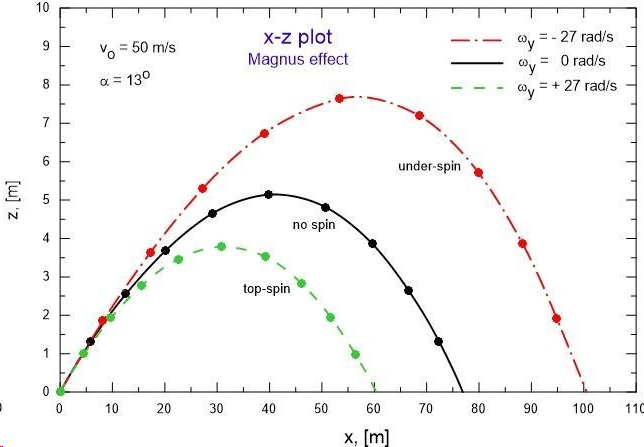 x-z plot
Magnus effect
v₀ = 50 m/s
α = 13⁰
ωy = - 27 rad/s
ωy = 0 rad/s
ωy = + 27 rad/s
under-spin
no spin
top-spin
z, [m]
10
9
8
7
6
5
4
3
2
1
0
0 10 20 30 40 50 60 70 80 90 100 110
x, [m]